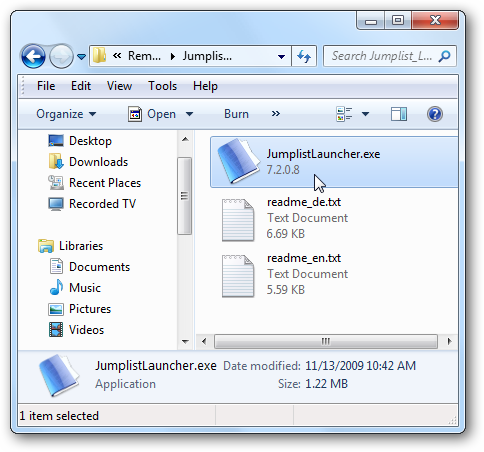 « Rem... Jumplis... Search Jumplist_L...
File Edit View Tools Help
Organize Open Burn »
Desktop
Downloads
Recent Places
Recorded TV
Libraries
Documents
Music
Pictures
Videos
JumplistLauncher.exe
7.2.0.8
readme_de.txt
Text Document
6.69 KB
readme_en.txt
Text Document
5.59 KB
JumplistLauncher.exe Date modified: 11/13/2009 10:42 AM
Application Size: 1.22 MB
1 item selected